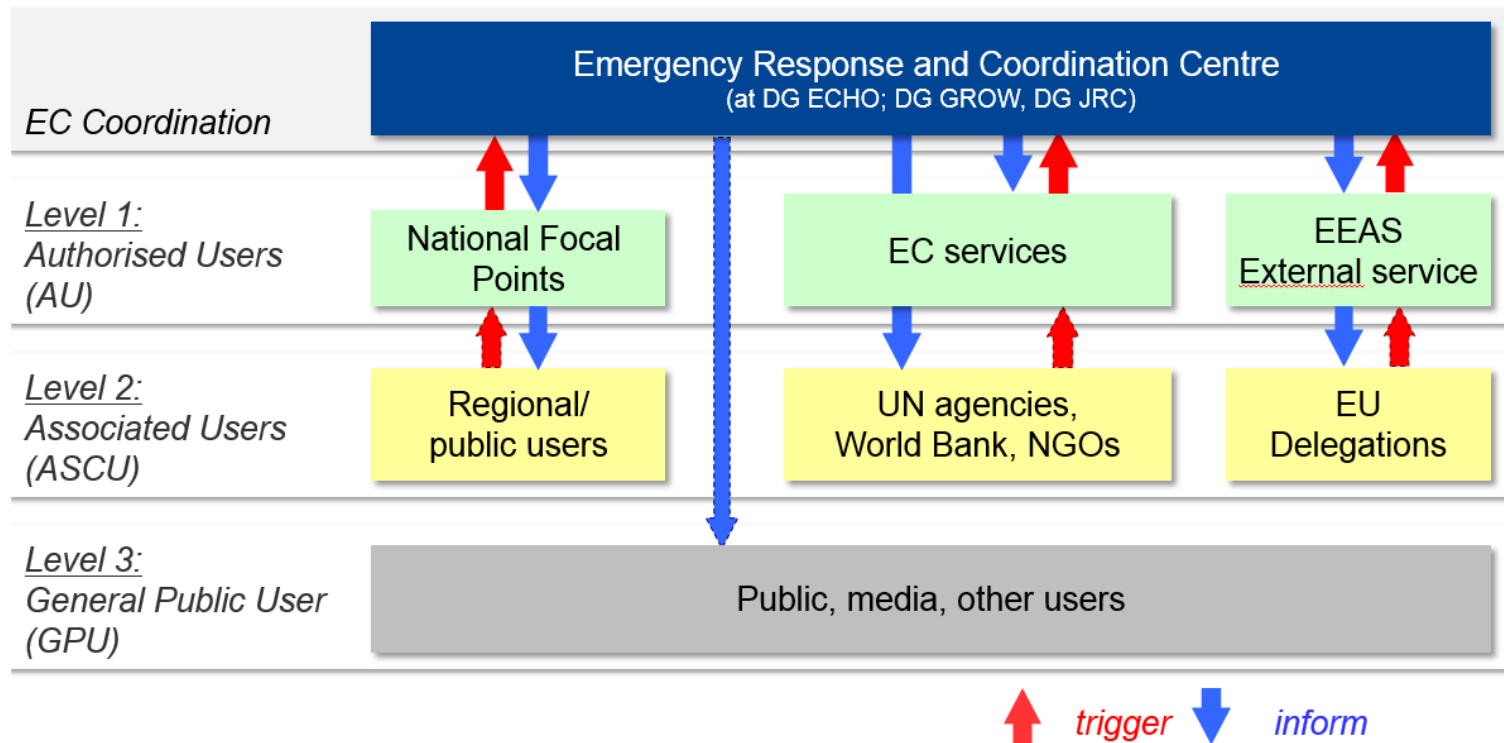 Emergency Response and Coordination Centre
(at DG ECHO; DG GROW, DG JRC)
EC Coordination
Level 1:
Authorised Users
(AU)
National Focal
Points
EC services
EEAS
External service
Level 2:
Associated Users
(ASCU)
Regional/
public users
UN agencies,
World Bank, NGOs
EU
Delegations
Level 3:
General Public User
(GPU)
Public, media, other users
trigger
inform